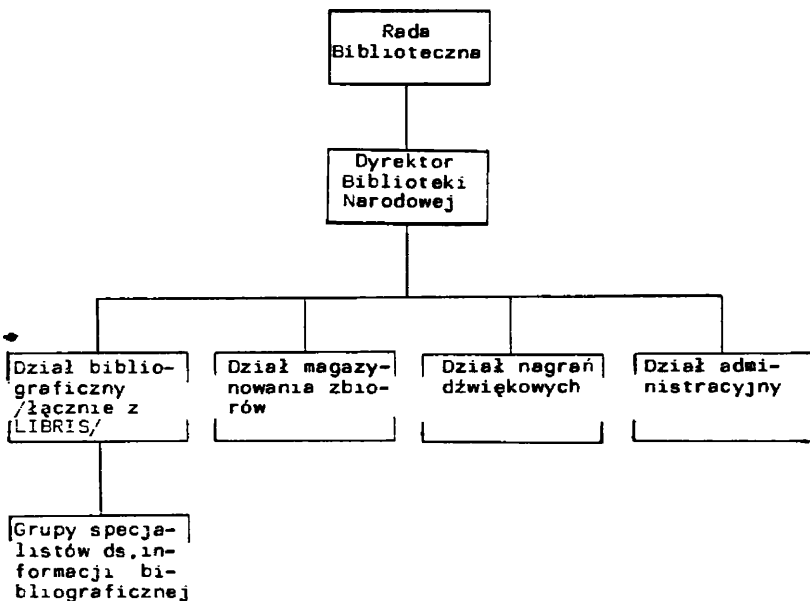 Rada
Biblioteczna
Dyrektor
Biblioteki
Narodowej
Dział biblio-
graficzny
/łącznie z
LIBRIS/
Dział magazy-
nowania zbio-
rów
Dział nagrań
dźwiękowych
Dział admi-
nistracyjny
Grupy specja-
listów ds.in-
formacji bi-
bliograficznej